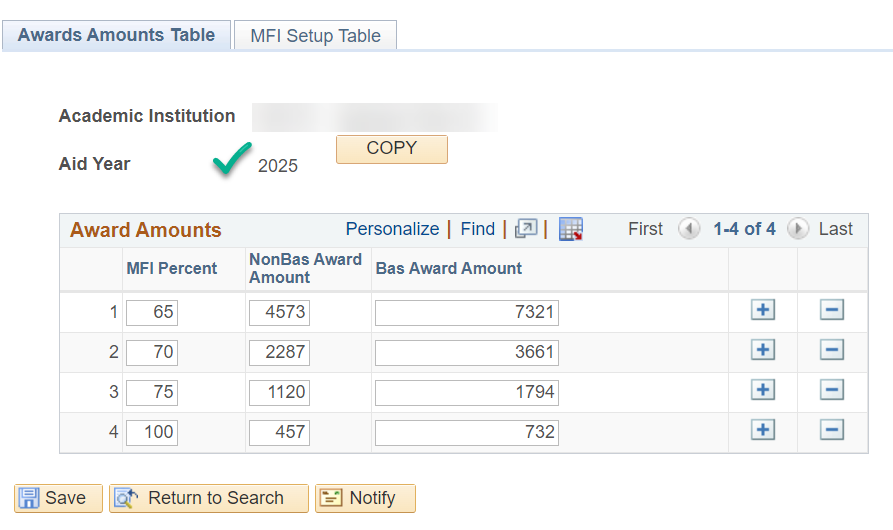 Awards Amounts Table MFI Setup Table
Academic Institution
Aid Year 2025 COPY
Award Amounts Personalize | Find | | First 1-4 of 4 Last
MFI Percent NonBas Award Amount Bas Award Amount
1 65 4573 7321
2 70 2287 3661
3 75 1120 1794
4 100 457 732
Save Return to Search Notify